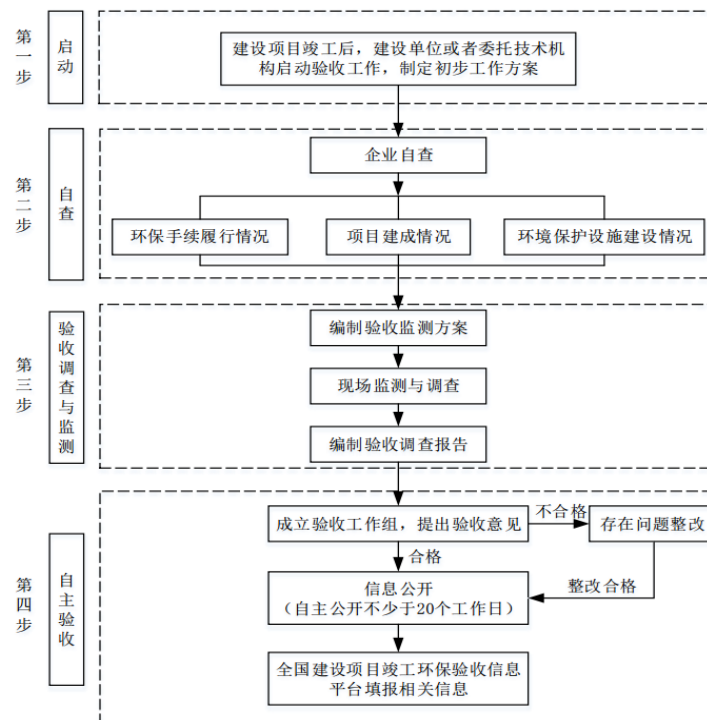 第一步
启动
建设项目竣工后，建设单位或者委托技术机
构启动验收工作，制定初步工作方案
第二步
自查
企业自查
环保手续履行情况
项目建成情况
环境保护设施建设情况
第三步
验收调查与监测
编制验收监测方案
现场监测与调查
编制验收调查报告
第四步
自主验收
成立验收工作组，提出验收意见
不合格
存在问题整改
合格
信息公开
（自主公开不少于20个工作日）
整改合格
全国建设项目竣工环保验收信息
平台填报相关信息